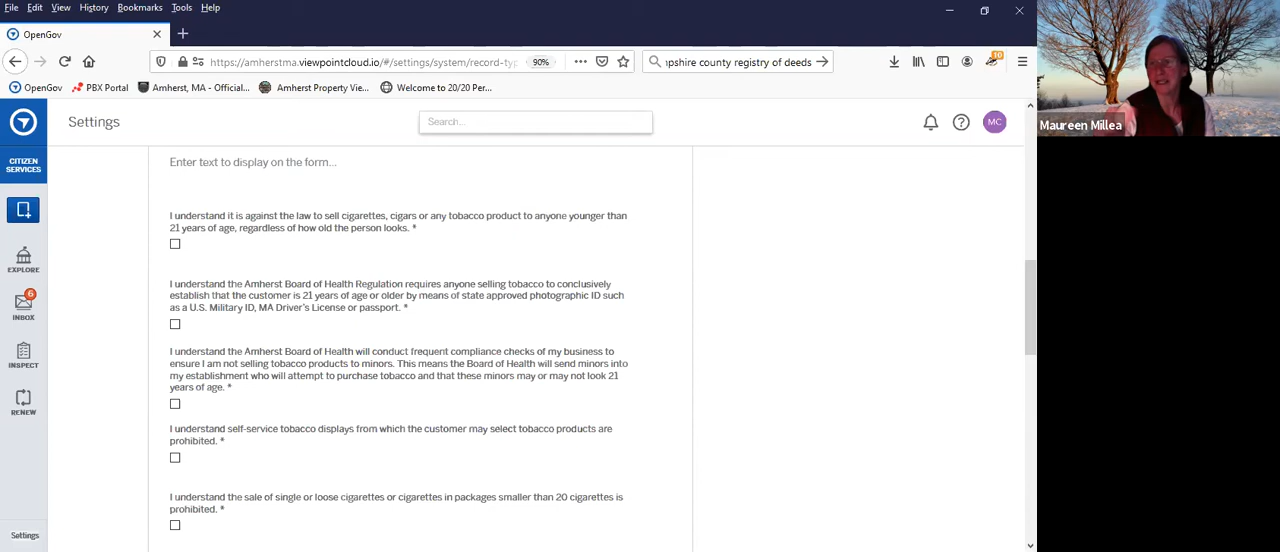 File Edit View History Bookmarks Tools Help
OpenGov
https://amherstma.viewpointcloud.io/#/settings/system/record-typ
90%
npshire county registry of deeds
OpenGov
PBX Portal
Amherst, MA - Official...
Amherst Property Vie...
Welcome to 20/20 Per...
Maureen Millea
Settings
Search...
MC
CITIZEN
SERVICES
EXPLORE
6
INBOX
INSPECT
RENEW
Settings
Enter text to display on the form...
I understand it is against the law to sell cigarettes, cigars or any tobacco product to anyone younger than
21 years of age, regardless of how old the person looks. *
I understand the Amherst Board of Health Regulation requires anyone selling tobacco to conclusively
establish that the customer is 21 years of age or older by means of state approved photographic ID such
as a U.S. Military ID, MA Driver's License or passport. *
I understand the Amherst Board of Health will conduct frequent compliance checks of my business to
ensure I am not selling tobacco products to minors. This means the Board of Health will send minors into
my establishment who will attempt to purchase tobacco and that these minors may or may not look 21
years of age. *
I understand self-service tobacco displays from which the customer may select tobacco products are
prohibited. *
I understand the sale of single or loose cigarettes or cigarettes in packages smaller than 20 cigarettes is
prohibited. *